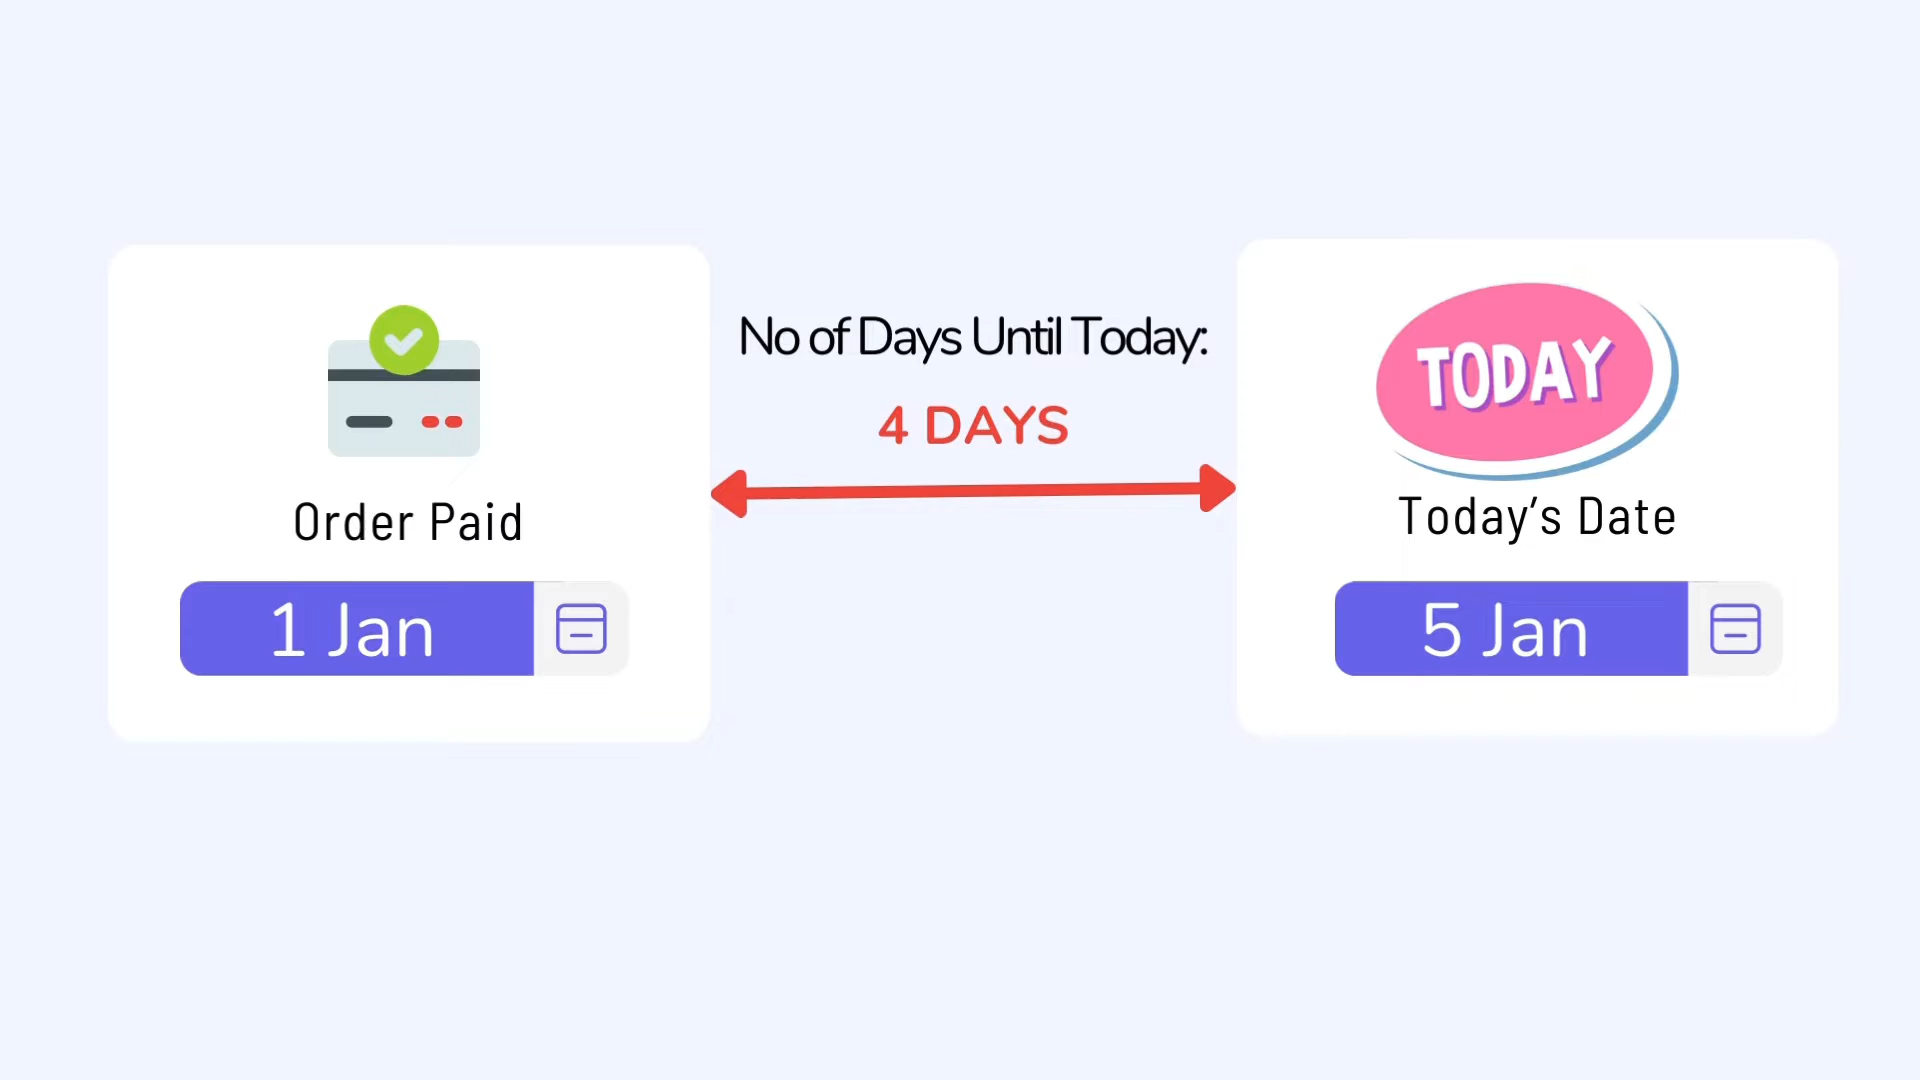 Order Paid
1 Jan
No of Days Until Today:
4 DAYS
TODAY
Today's Date
5 Jan